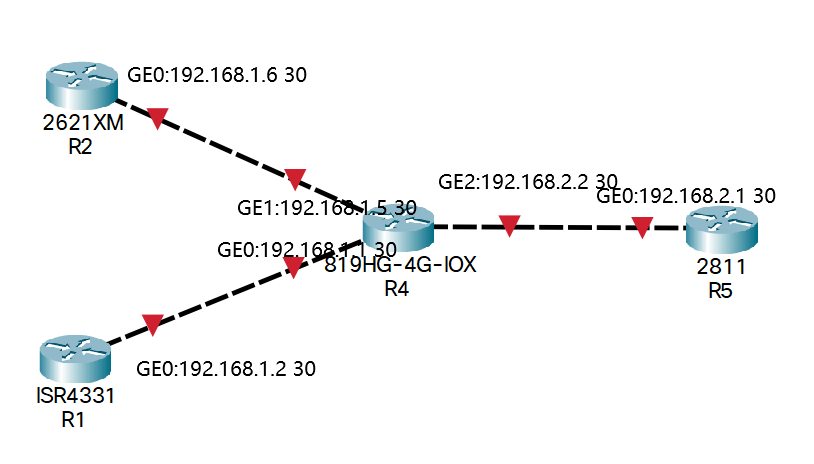 GE0:192.168.1.6 30
2621XM
R2
GE2:192.168.2.2 30
GE0:192.168.2.1 30
GE1:192.168.1.5 30
GE0:192.168.1.1 30
819HG-4G-IOX
R4
2811
R5
GE0:192.168.1.2 30
ISR4331
R1